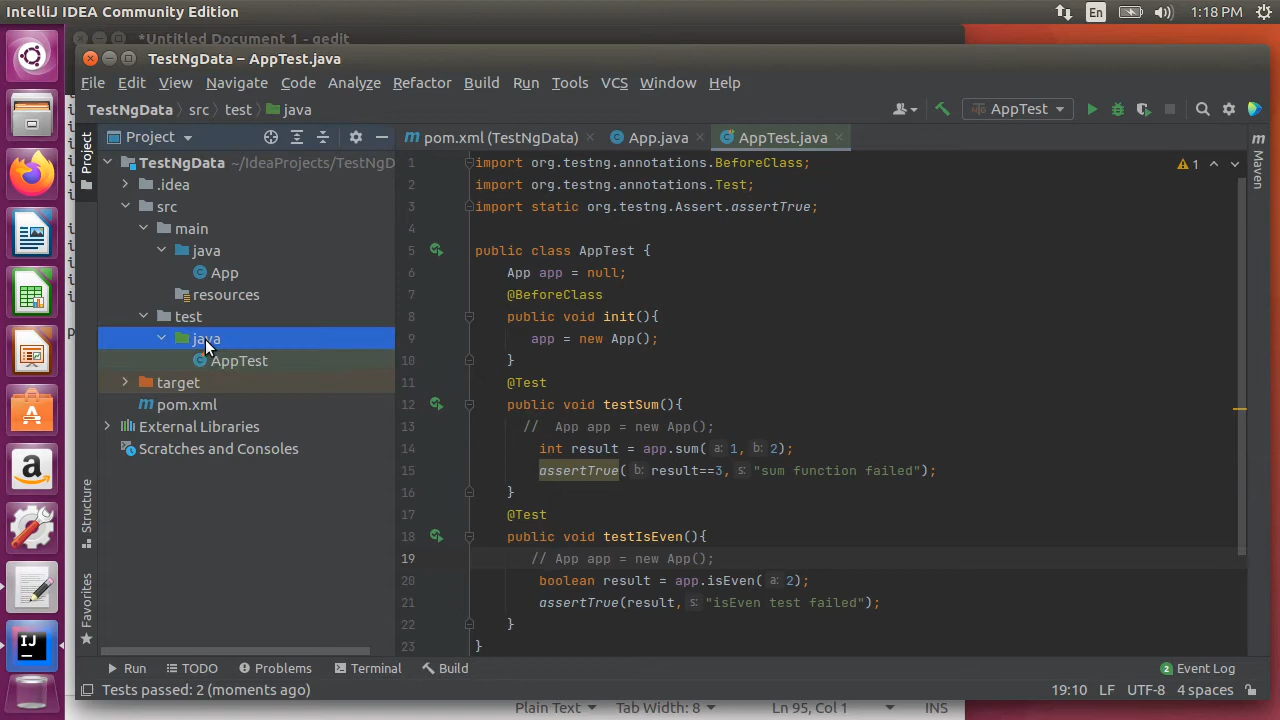 IntelliJ IDEA Community Edition
En
1:18 PM
*Untitled Document 1 - gedit
TestNgData – AppTest.java
File Edit View Navigate Code Analyze Refactor Build Run Tools VCS Window Help
TestNgData src test java
AppTest
Project
pom.xml (TestNgData) App.java AppTest.java
Project
Structure
Favorites
Maven
TestNgData ~/IdeaProjects/TestNgD
.idea
src
main
java
App
resources
test
java
AppTest
target
pom.xml
External Libraries
Scratches and Consoles
1
1 import org.testng.annotations.BeforeClass;
2 import org.testng.annotations.Test;
3 import static org.testng.Assert.assertTrue;
4
5 public class AppTest {
6 App app = null;
7 @BeforeClass
8 public void init(){
9 app = new App();
10 }
11 @Test
12 public void testSum(){
13 // App app = new App();
14 int result = app.sum( a: 1, b: 2);
15 assertTrue( b: result==3, s: "sum function failed");
16 }
17 @Test
18 public void testIsEven(){
19 // App app = new App();
20 boolean result = app.isEven( a: 2);
21 assertTrue(result, s: "isEven test failed");
22 }
23 }
Run TODO Problems Terminal Build
2 Event Log
Tests passed: 2 (moments ago)
19:10 LF UTF-8 4 spaces
Plain Text Tab Width: 8 Ln 95, Col 1 INS